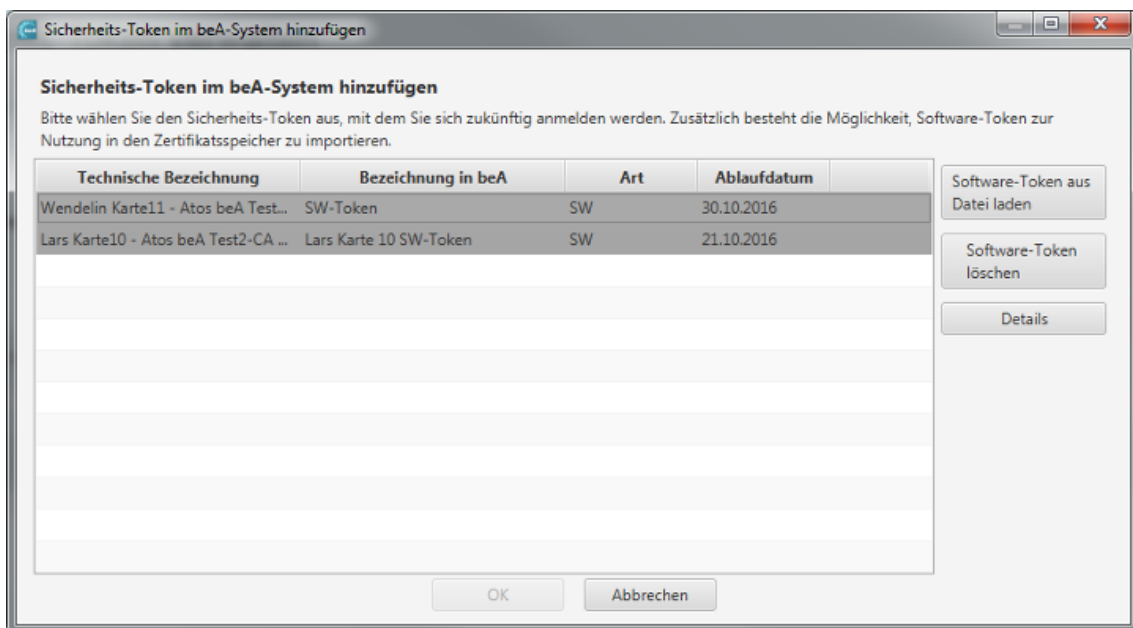 Sicherheits-Token im beA-System hinzufügen
Sicherheits-Token im beA-System hinzufügen
Bitte wählen Sie den Sicherheits-Token aus, mit dem Sie sich zukünftig anmelden werden. Zusätzlich besteht die Möglichkeit, Software-Token zur
Nutzung in den Zertifikatsspeicher zu importieren.
Technische Bezeichnung Bezeichnung in beA Art Ablaufdatum
Wendelin Karte11 - Atos beA Test... SW-Token SW 30.10.2016
Lars Karte10 - Atos beA Test2-CA ... Lars Karte 10 SW-Token SW 21.10.2016
Software-Token aus
Datei laden
Software-Token
löschen
Details
OK Abbrechen